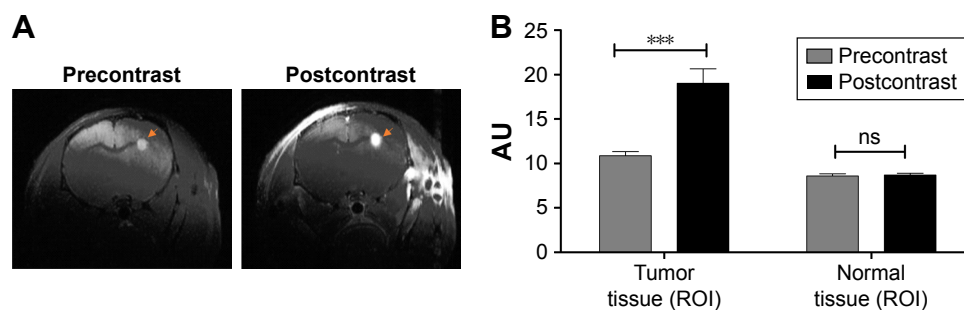 A
Precontrast
Postcontrast
B
AU
25
20
15
10
5
0
***
ns
Precontrast
Postcontrast
Tumor
tissue (ROI)
Normal
tissue (ROI)